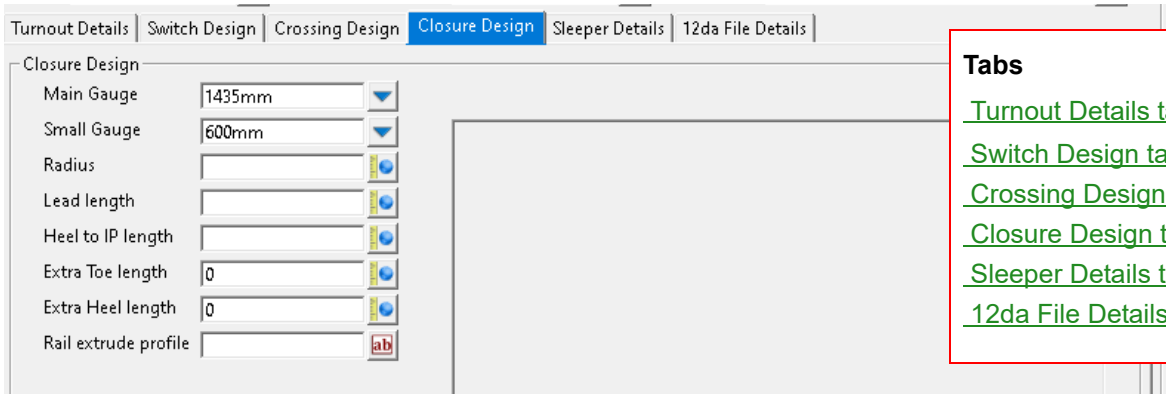 Turnout Details Switch Design Crossing Design Closure Design Sleeper Details 12da File Details
Closure Design
Main Gauge 1435mm
Small Gauge 600mm
Radius
Lead length
Heel to IP length
Extra Toe length 0
Extra Heel length 0
Rail extrude profile ab
Tabs
Turnout Details
Switch Design
Crossing Design
Closure Design
Sleeper Details
12da File Details